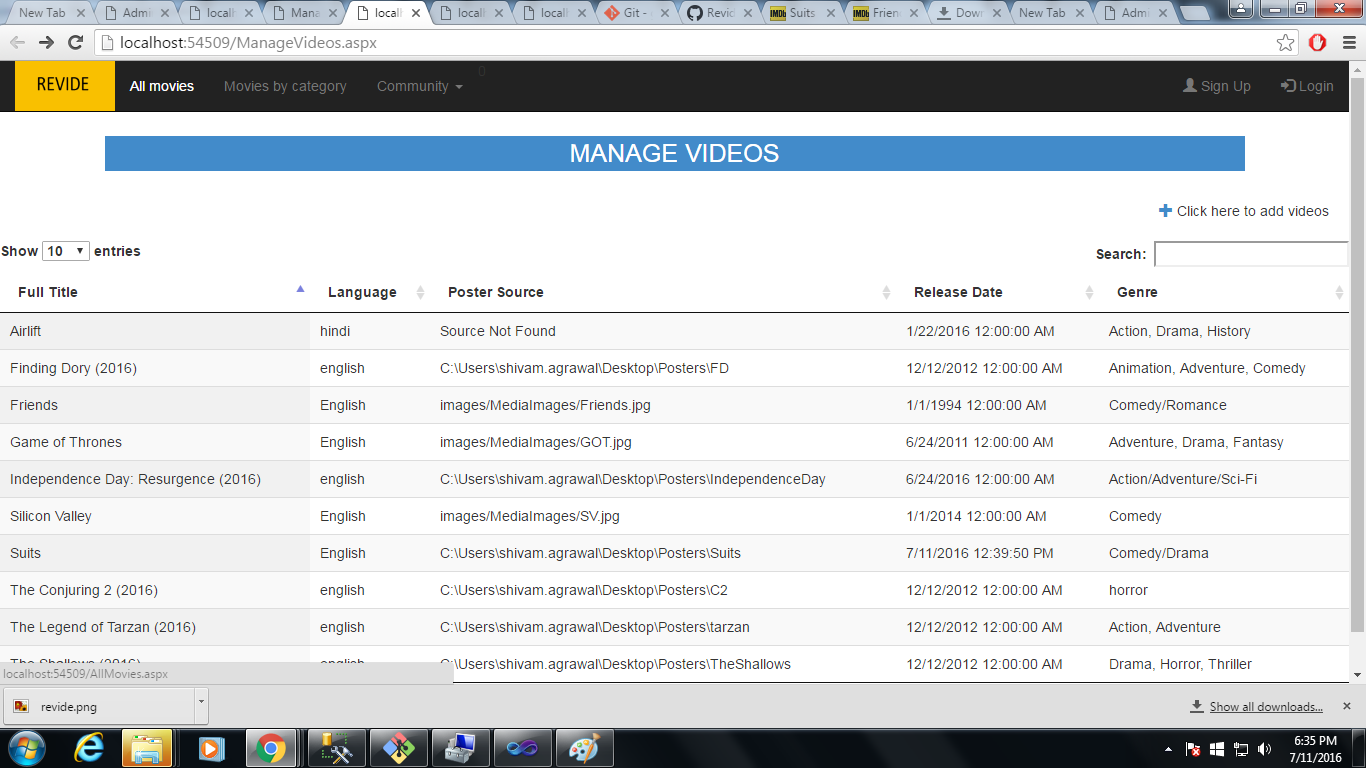 New Tab Admi localh Mana localh localh localh Git - Revid Suits Frien Down New Tab Admi
localhost:54509/ManageVideos.aspx
REVIDE All movies Movies by category Community 0 Sign Up Login
MANAGE VIDEOS
Click here to add videos
Show 10 entries Search:
Full Title Language Poster Source Release Date Genre
Airlift hindi Source Not Found 1/22/2016 12:00:00 AM Action, Drama, History
Finding Dory (2016) english C:\Users\shivam.agrawal\Desktop\Posters\FD 12/12/2012 12:00:00 AM Animation, Adventure, Comedy
Friends English images/MediaImages/Friends.jpg 1/1/1994 12:00:00 AM Comedy/Romance
Game of Thrones English images/MediaImages/GOT.jpg 6/24/2011 12:00:00 AM Adventure, Drama, Fantasy
Independence Day: Resurgence (2016) english C:\Users\shivam.agrawal\Desktop\Posters\IndependenceDay 6/24/2016 12:00:00 AM Action/Adventure/Sci-Fi
Silicon Valley English images/MediaImages/SV.jpg 1/1/2014 12:00:00 AM Comedy
Suits English C:\Users\shivam.agrawal\Desktop\Posters\Suits 7/11/2016 12:39:50 PM Comedy/Drama
The Conjuring 2 (2016) english C:\Users\shivam.agrawal\Desktop\Posters\C2 12/12/2012 12:00:00 AM horror
The Legend of Tarzan (2016) english C:\Users\shivam.agrawal\Desktop\Posters\tarzan 12/12/2012 12:00:00 AM Action, Adventure
The Shallows (2016) english C:\Users\shivam.agrawal\Desktop\Posters\TheShallows 12/12/2012 12:00:00 AM Drama, Horror, Thriller
localhost:54509/AllMovies.aspx
revide.png Show all downloads...
6:35 PM
7/11/2016